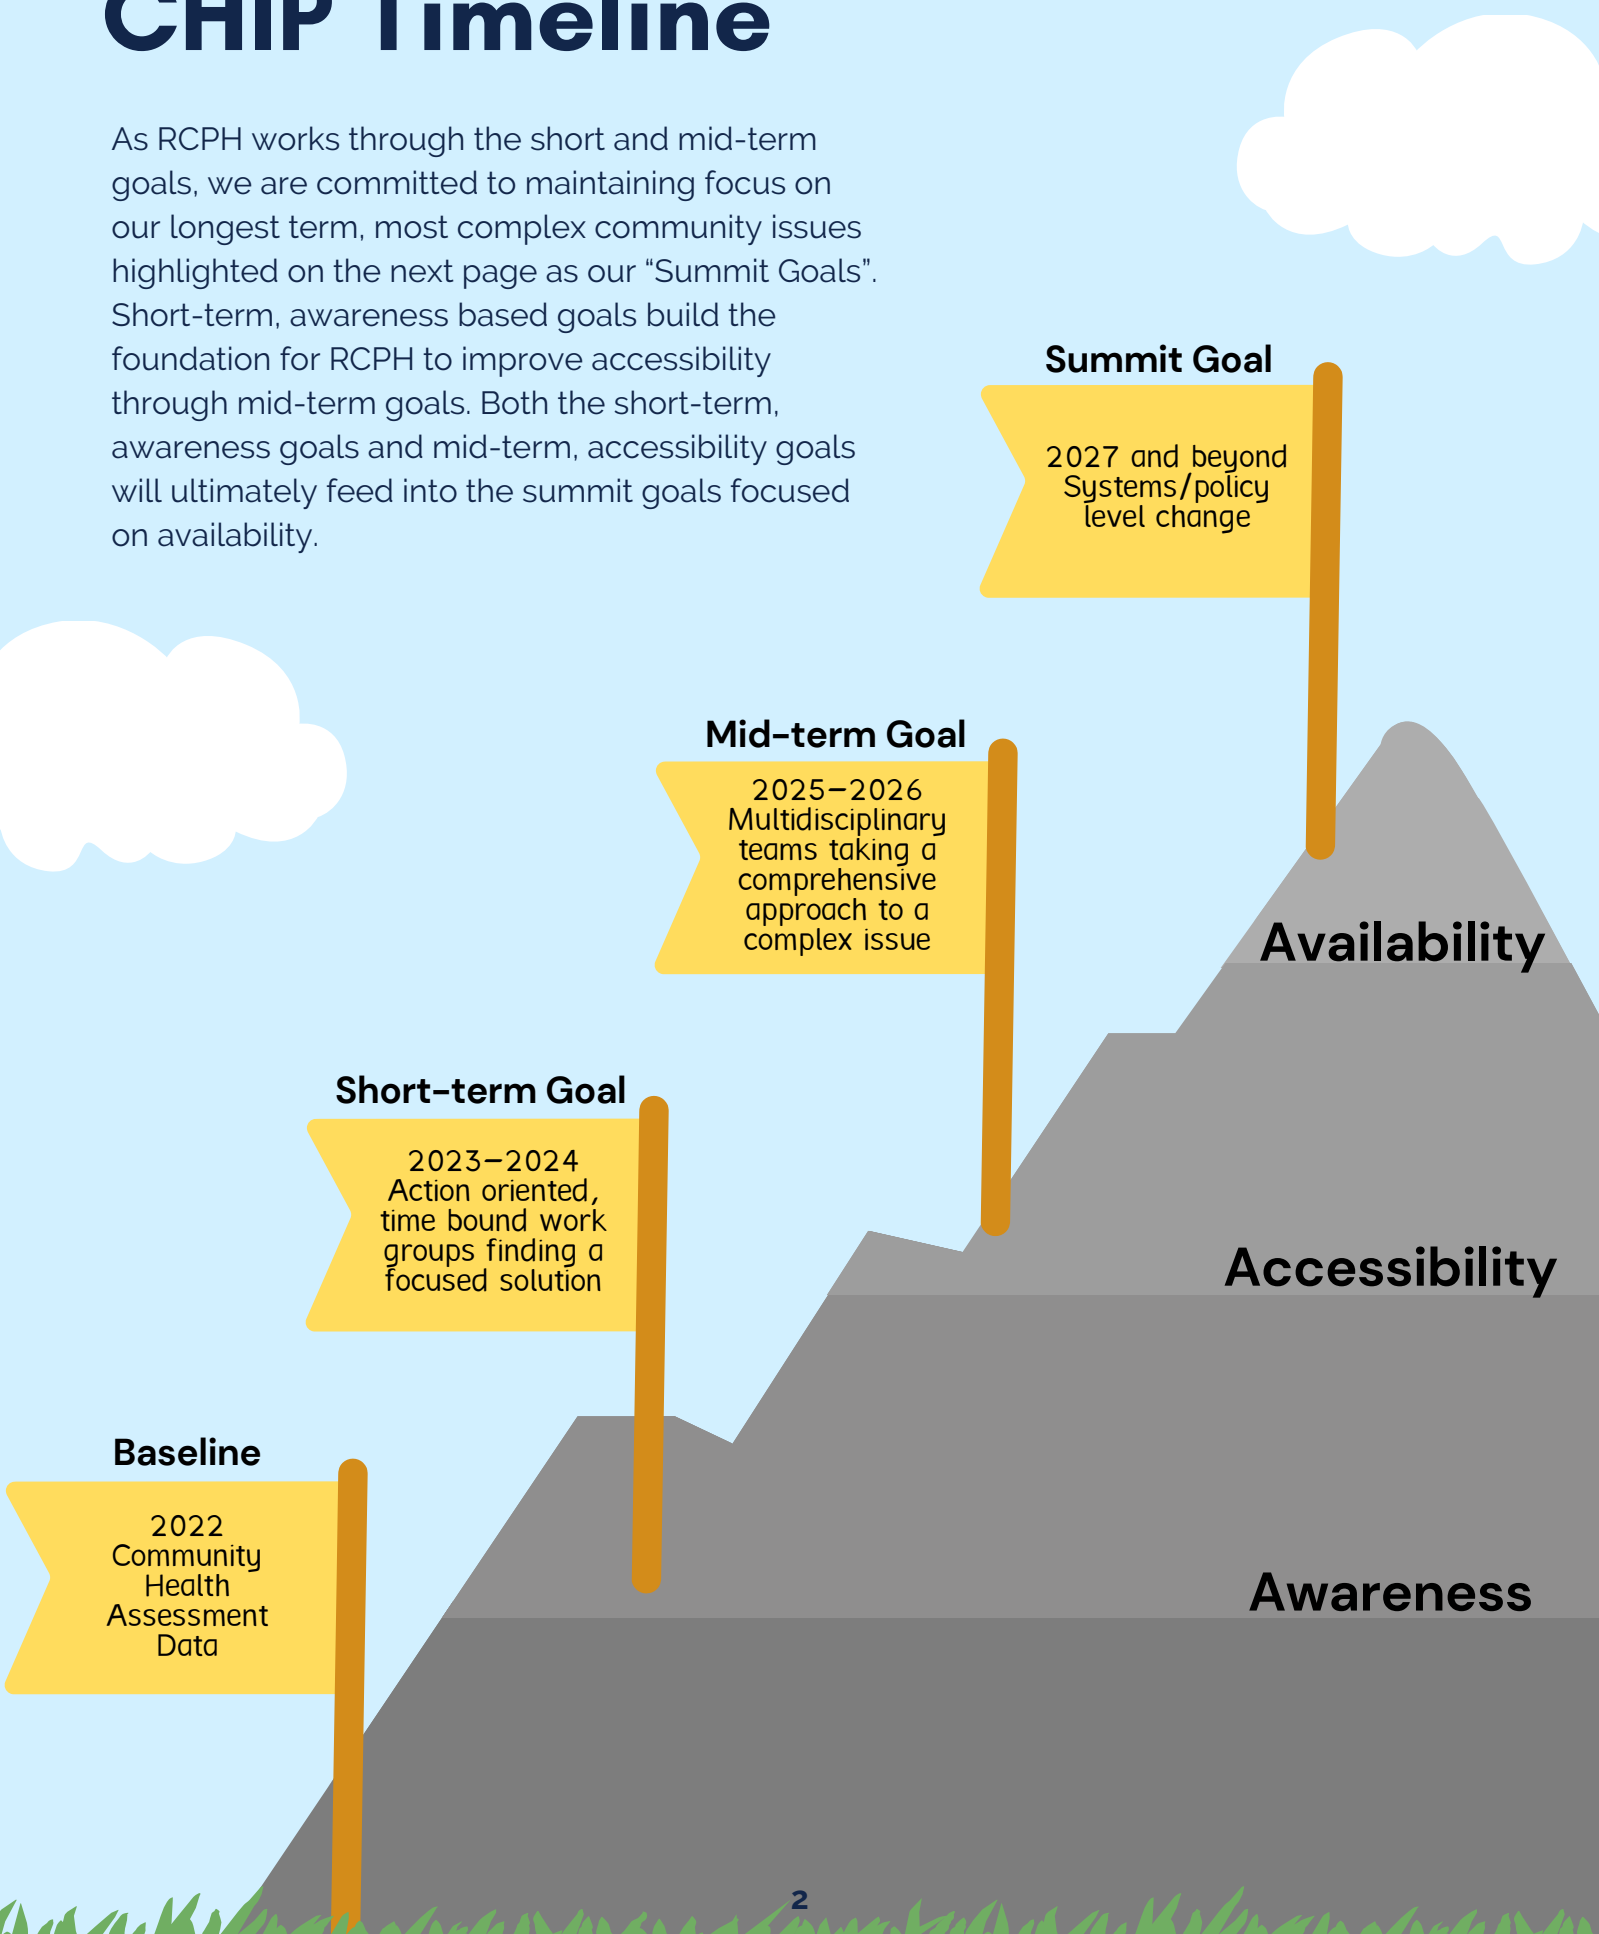 CHIP Timeline
As RCPH works through the short and mid-term
goals, we are committed to maintaining focus on
our longest term, most complex community issues
highlighted on the next page as our “Summit Goals”.
Short-term, awareness based goals build the
foundation for RCPH to improve accessibility
through mid-term goals. Both the short-term,
awareness goals and mid-term, accessibility goals
will ultimately feed into the summit goals focused
on availability.
Summit Goal
2027 and beyond
Systems/policy
level change
Mid-term Goal
2025–2026
Multidisciplinary
teams taking a
comprehensive
approach to a
complex issue
Availability
Short-term Goal
2023–2024
Action oriented,
time bound work
groups finding a
focused solution
Accessibility
Baseline
2022
Community
Health
Assessment
Data
Awareness
2